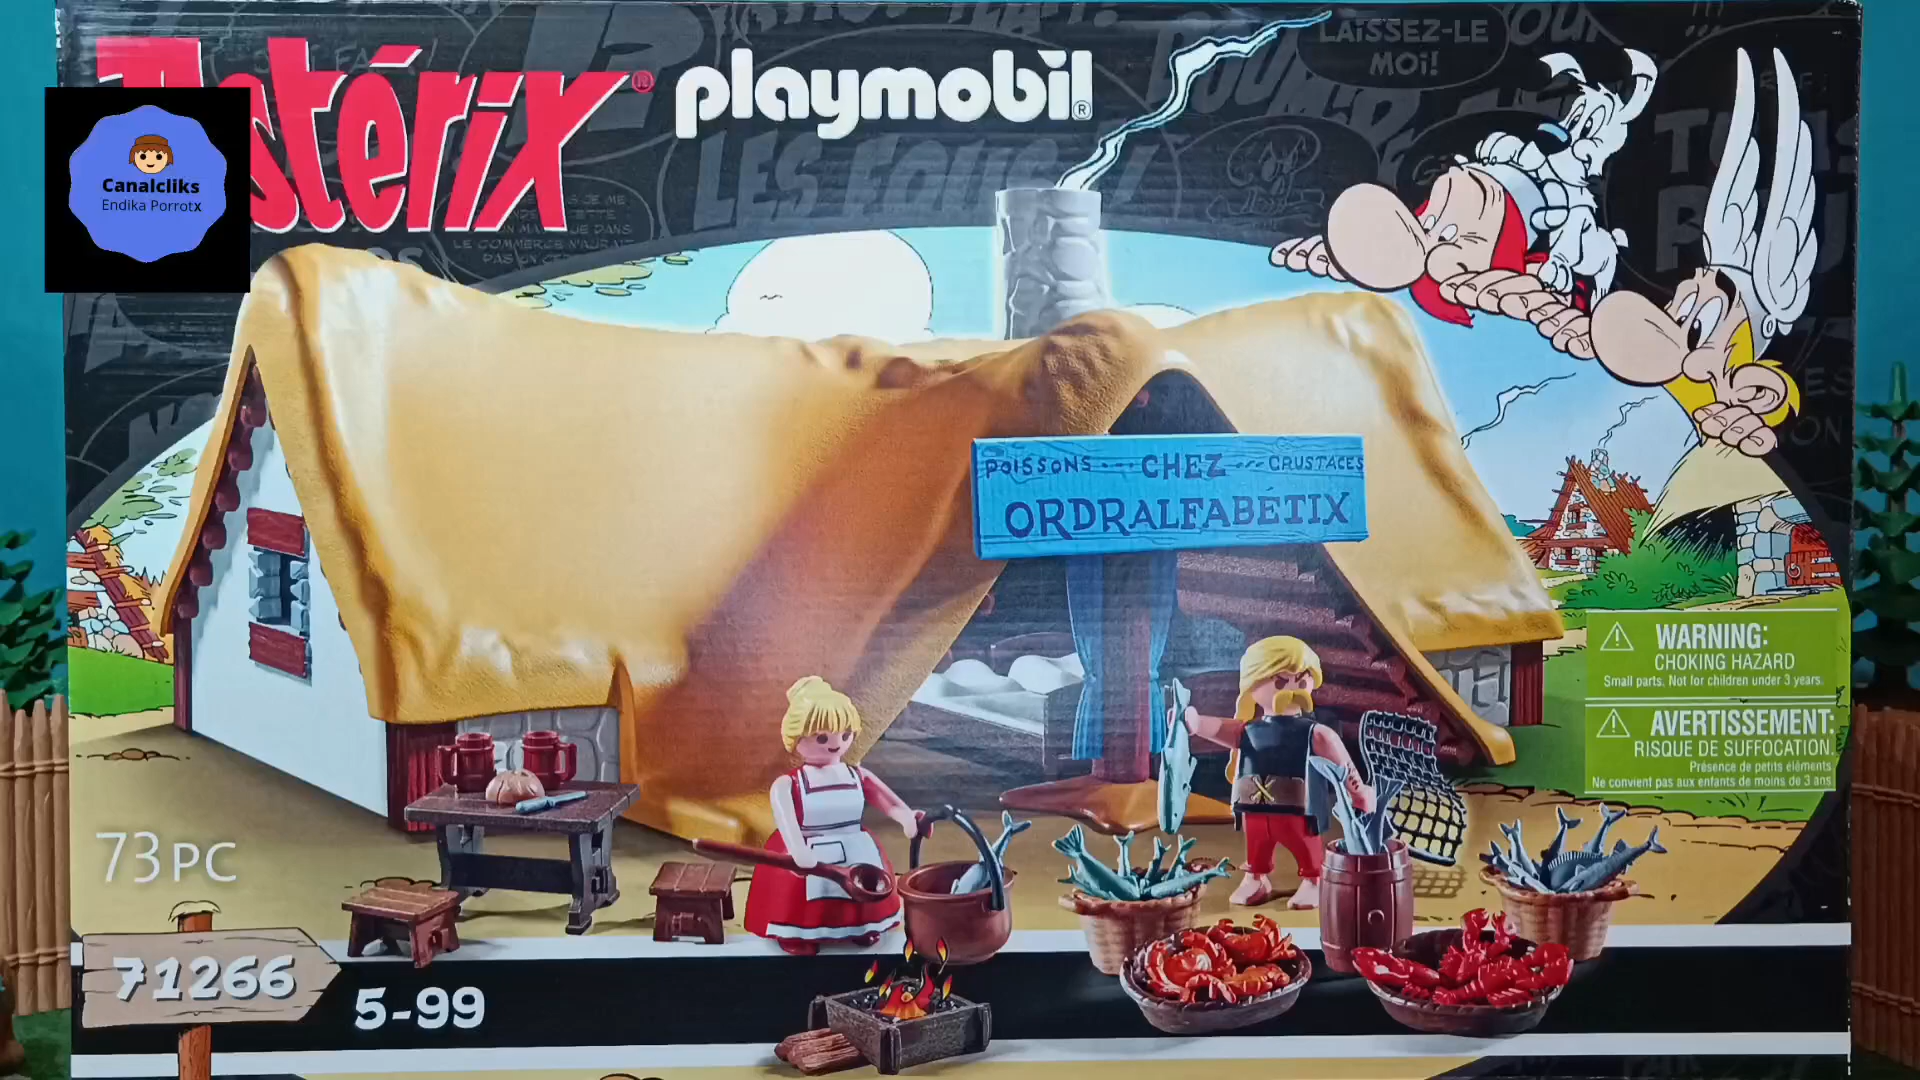 Astérix®
playmobil®
LAISSEZ-LE
MOI!
Canalcliks
Endika Porrotx
LES
POISSONS --- CHEZ --- CRUSTACÉS
ORDRALFABÉTIX
WARNING:
CHOKING HAZARD
Small parts. Not for children under 3 years.
AVERTISSEMENT:
RISQUE DE SUFFOCATION.
Présence de petits éléments.
Ne convient pas aux enfants de moins de 3 ans
73 PC
71266
5-99